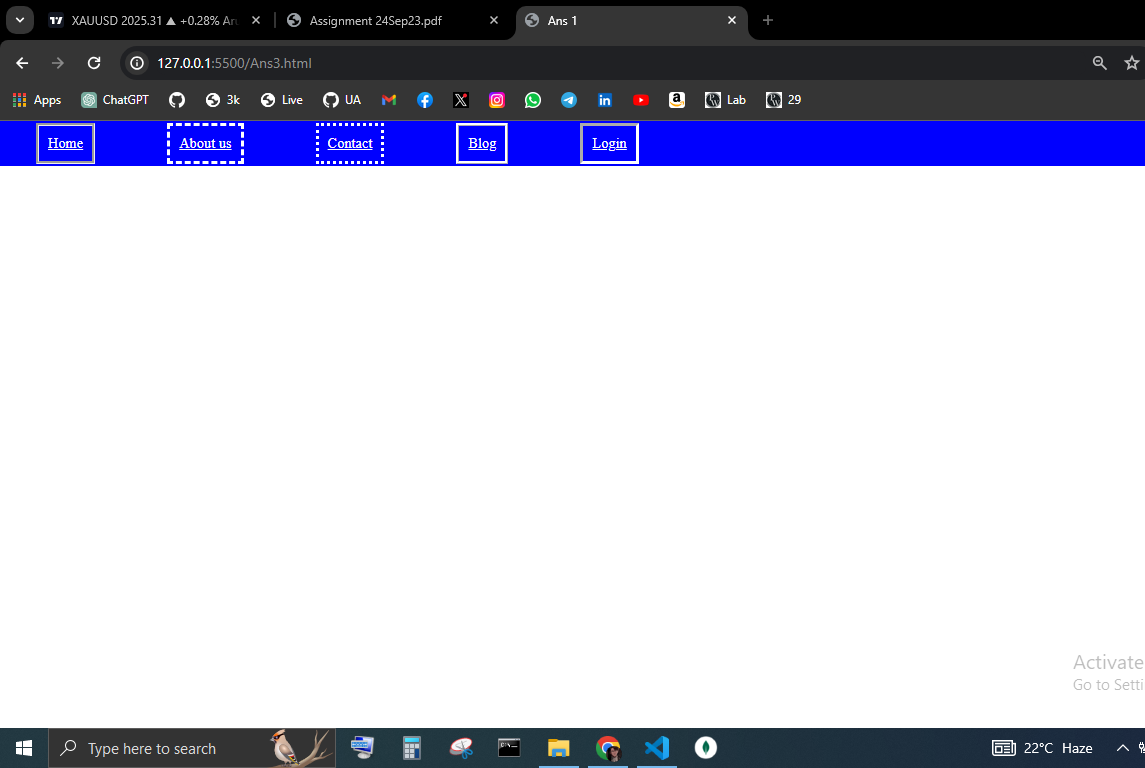 XAUUSD 2025.31 ▲ +0.28%
Assignment 24Sep23.pdf
Ans 1
127.0.0.1:5500/Ans3.html
Apps
ChatGPT
3k
Live
UA
Lab
29
Home
About us
Contact
Blog
Login
Activate
Go to Setti
Type here to search
22°C Haze